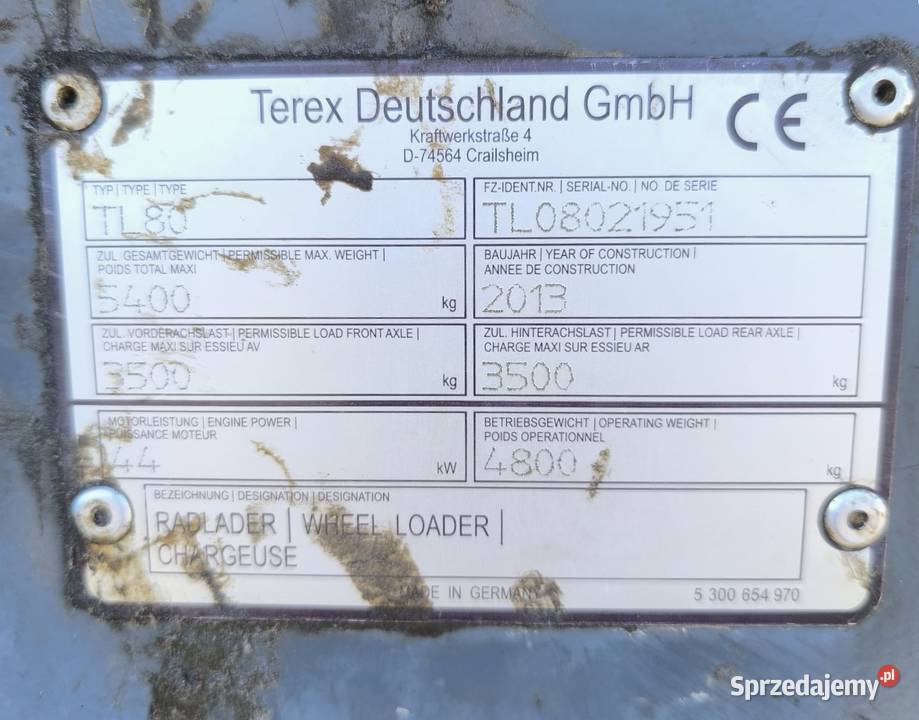 Terex Deutschland GmbH
CE
Kraftwerkstraße 4
D-74564 Crailsheim
TYP | TYPE | TYPE
TL80
FZ-IDENT.NR. | SERIAL-NO. | NO. DE SERIE
TL08021951
ZUL. GESAMTGEWICHT | PERMISSIBLE MAX. WEIGHT |
POIDS TOTAL MAXI
5400 kg
BAUJAHR | YEAR OF CONSTRUCTION |
ANNEE DE CONSTRUCTION
2013
ZUL. VORDERACHSLAST | PERMISSIBLE LOAD FRONT AXLE |
CHARGE MAXI SUR ESSIEU AV
3500 kg
ZUL. HINTERACHSLAST | PERMISSIBLE LOAD REAR AXLE |
CHARGE MAXI SUR ESSIEU AR
3500 kg
MOTORLEISTUNG | ENGINE POWER |
PUISSANCE MOTEUR
44 kW
BETRIEBSGEWICHT | OPERATING WEIGHT |
POIDS OPERATIONNEL
4800 kg
BEZEICHNUNG | DESIGNATION | DESIGNATION
RADLADER | WHEEL LOADER |
CHARGEUSE
MADE IN GERMANY
5 300 654 970
Sprzedajemy.pl